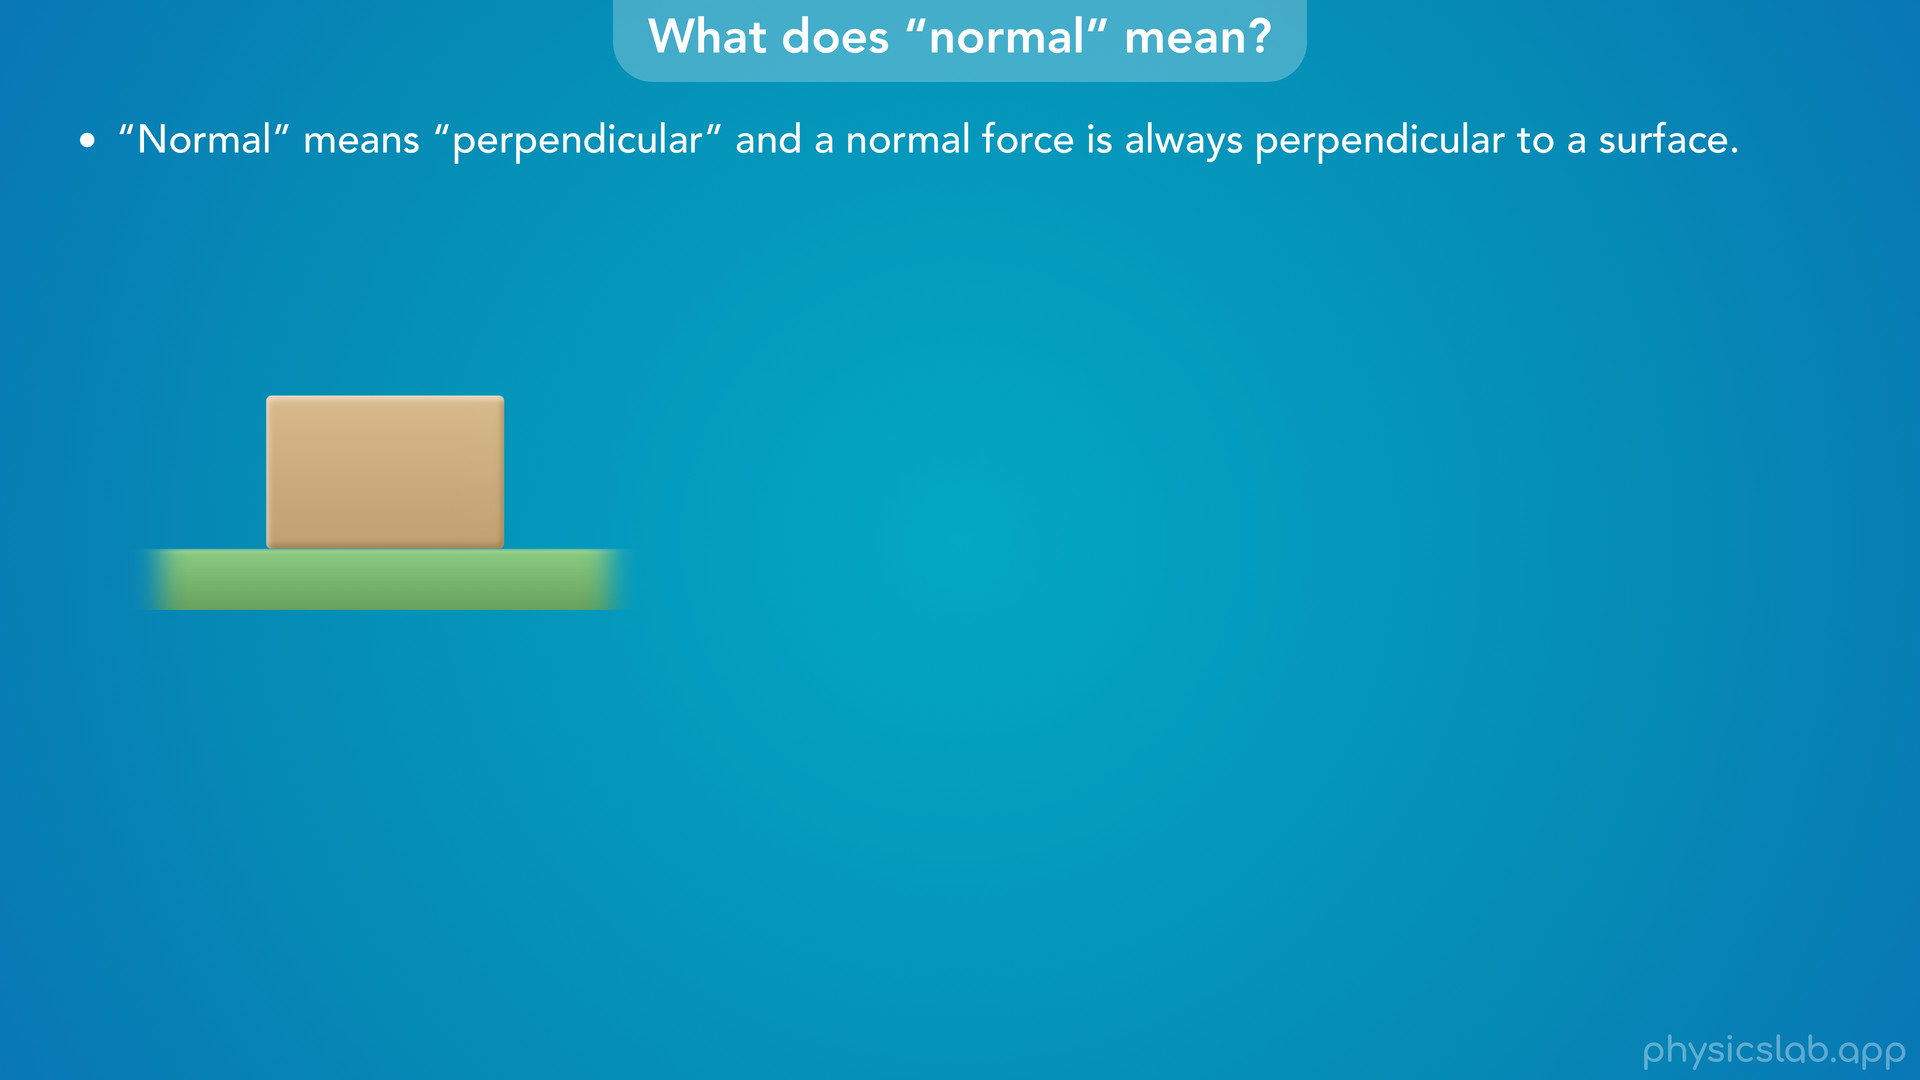 What does “normal” mean?
• “Normal” means “perpendicular” and a normal force is always perpendicular to a surface.
physicslab.app